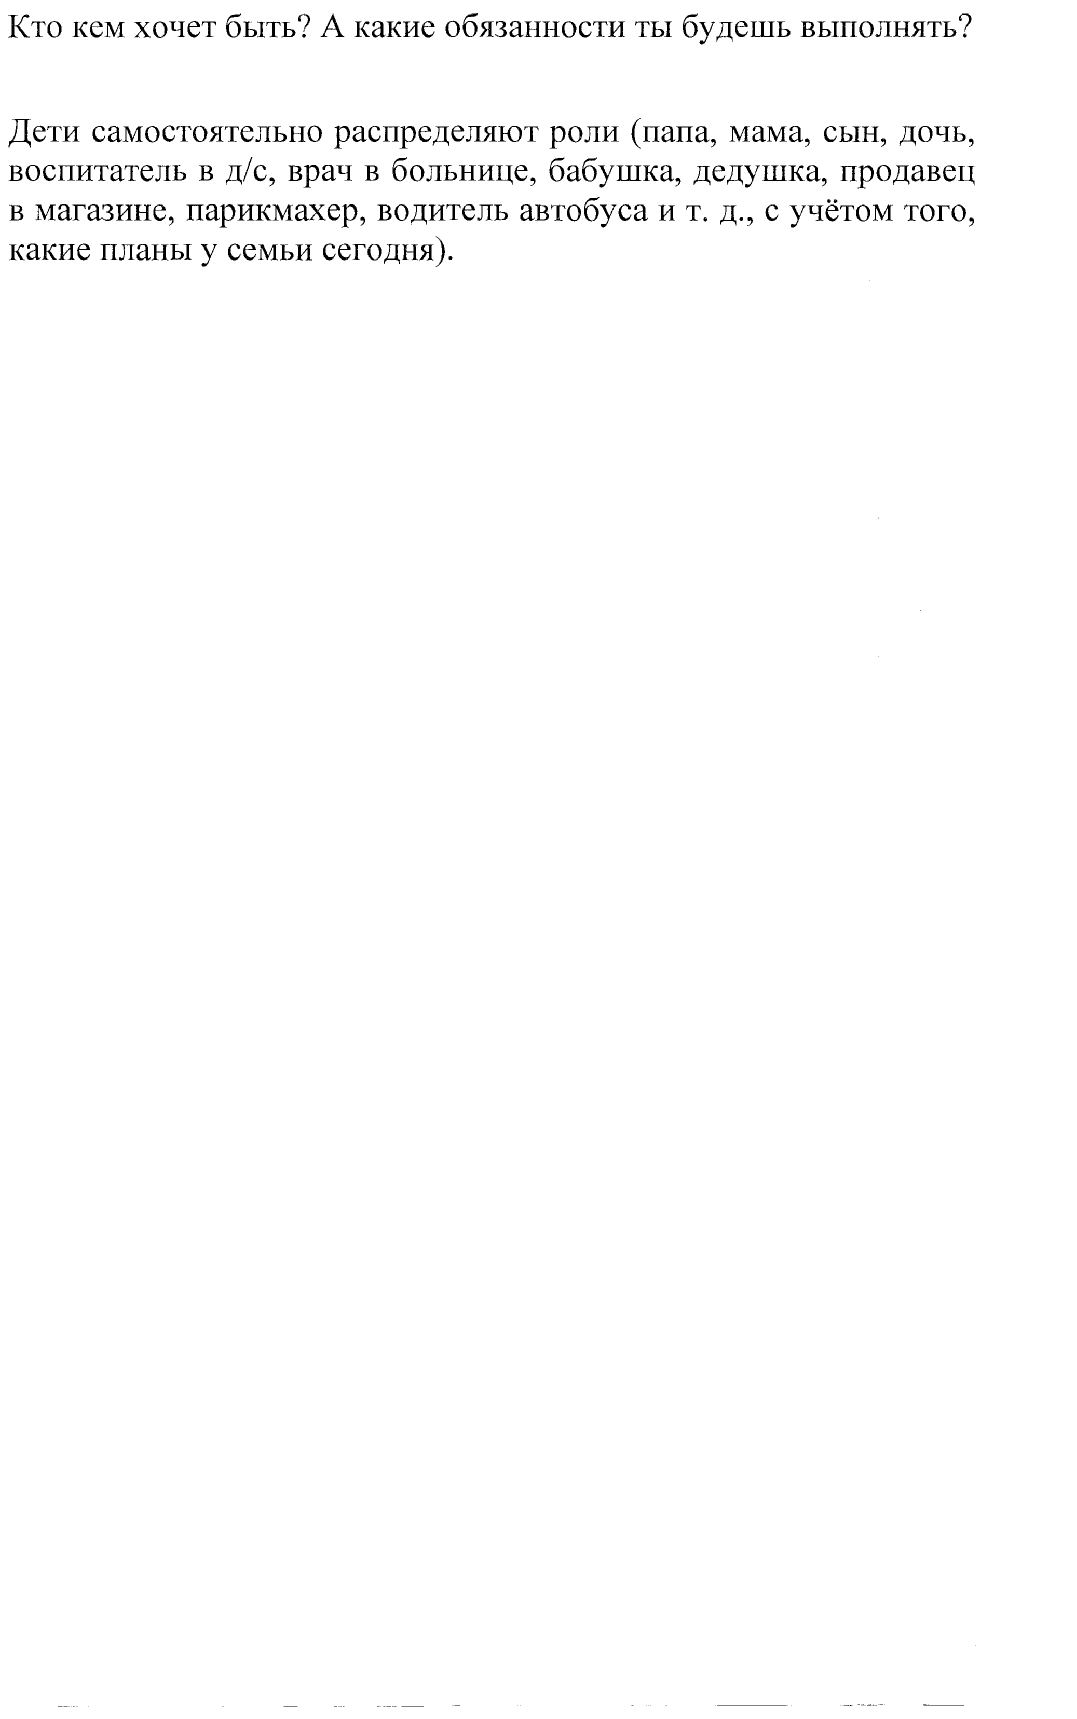 Кто кем хочет быть? А какие обязанности ты будешь выполнять?
Дети самостоятельно распределяют роли (папа, мама, сын, дочь,
воспитатель в д/с, врач в больнице, бабушка, дедушка, продавец
в магазине, парикмахер, водитель автобуса и т. д., с учётом того,
какие планы у семьи сегодня).